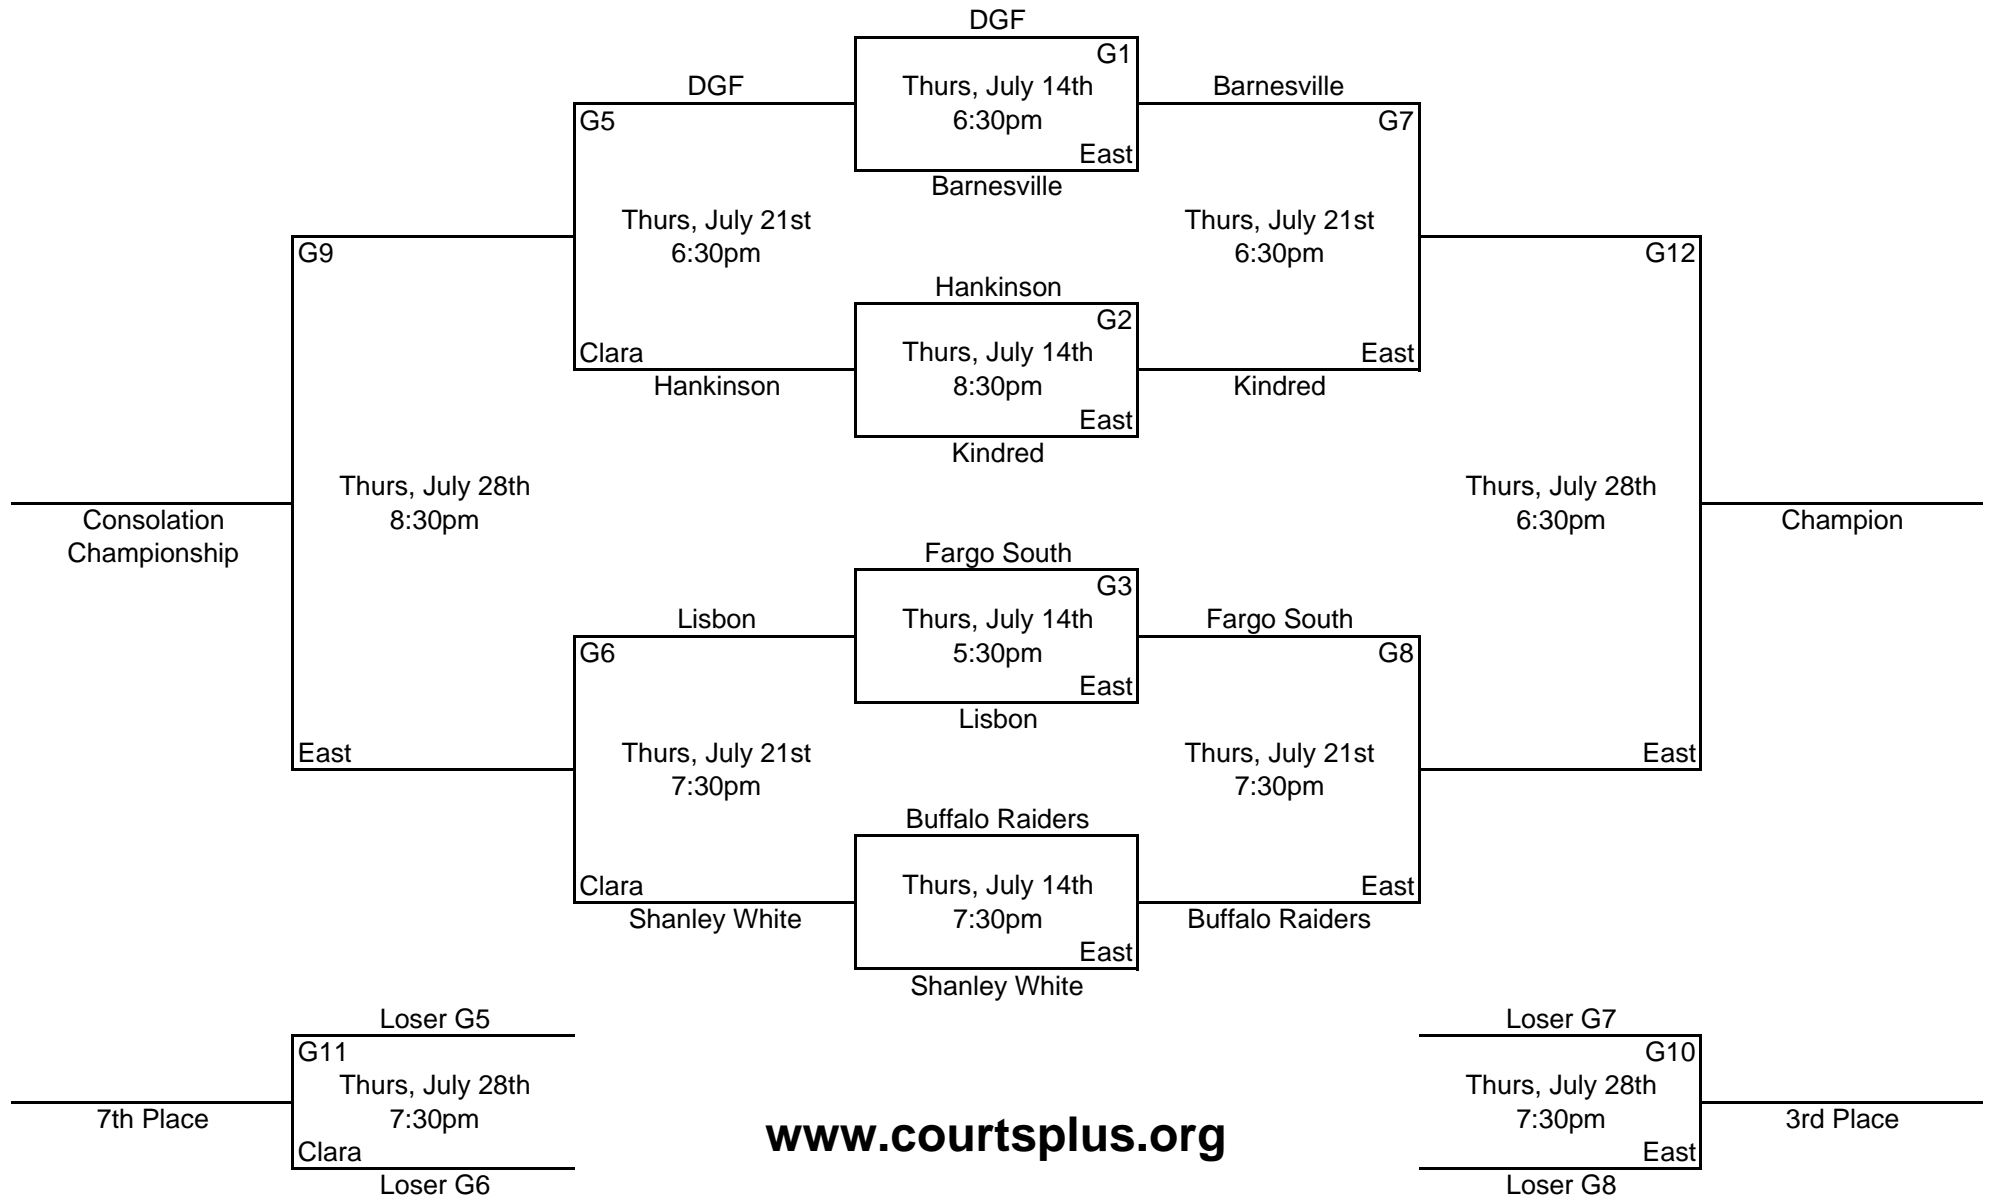 DGF
G1
DGF
Thurs, July 14th
Barnesville
G5
6:30pm
G7
East
Barnesville
Thurs, July 21st
Thurs, July 21st
G9
6:30pm
6:30pm
G12
Hankinson
G2
Clara
Thurs, July 14th
East
Hankinson
8:30pm
Kindred
East
Kindred
Thurs, July 28th
Thurs, July 28th
Consolation
8:30pm
6:30pm
Champion
Championship
Fargo South
G3
Lisbon
Thurs, July 14th
Fargo South
G6
5:30pm
G8
East
Lisbon
East
Thurs, July 21st
Thurs, July 21st
East
7:30pm
7:30pm
Buffalo Raiders
Clara
Thurs, July 14th
East
Shanley White
7:30pm
Buffalo Raiders
East
Shanley White
Loser G5
Loser G7
G11
G10
Thurs, July 28th
Thurs, July 28th
7th Place
7:30pm
www.courtsplus.org
7:30pm
3rd Place
Clara
East
Loser G6
Loser G8